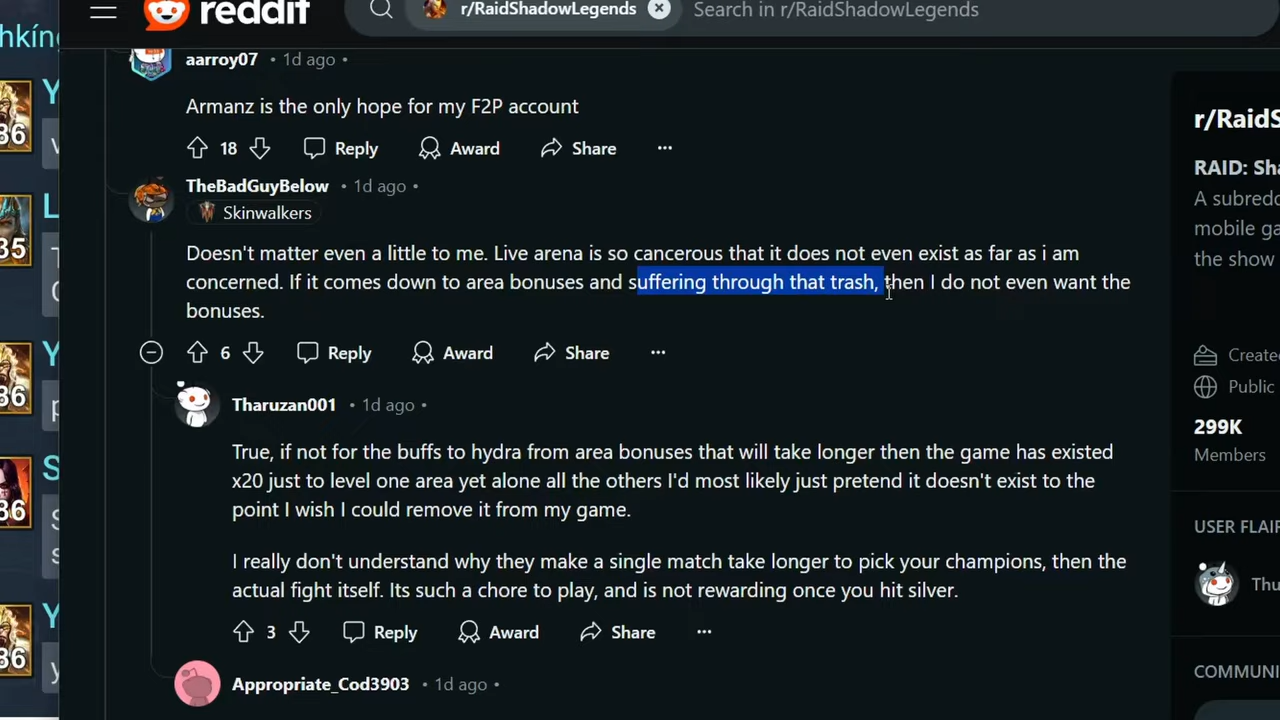 hkín
reddit
r/RaidShadowLegends
Search in r/RaidShadowLegends
aarroy07 • 1d ago •
Armanz is the only hope for my F2P account
18 Reply Award Share
TheBadGuyBelow • 1d ago •
Skinwalkers
Doesn't matter even a little to me. Live arena is so cancerous that it does not even exist as far as i am
concerned. If it comes down to area bonuses and suffering through that trash, then I do not even want the
bonuses.
6 Reply Award Share
Tharuzan001 • 1d ago •
True, if not for the buffs to hydra from area bonuses that will take longer then the game has existed
x20 just to level one area yet alone all the others I'd most likely just pretend it doesn't exist to the
point I wish I could remove it from my game.
I really don't understand why they make a single match take longer to pick your champions, then the
actual fight itself. Its such a chore to play, and is not rewarding once you hit silver.
3 Reply Award Share
Appropriate_Cod3903 • 1d ago •
r/RaidS
RAID: Sha
A subredd
mobile ga
the show
Create
Public
299K
Members
USER FLAIR
Thu
COMMUNI
Y
36
L
35
Y
36
S
36
Y
36